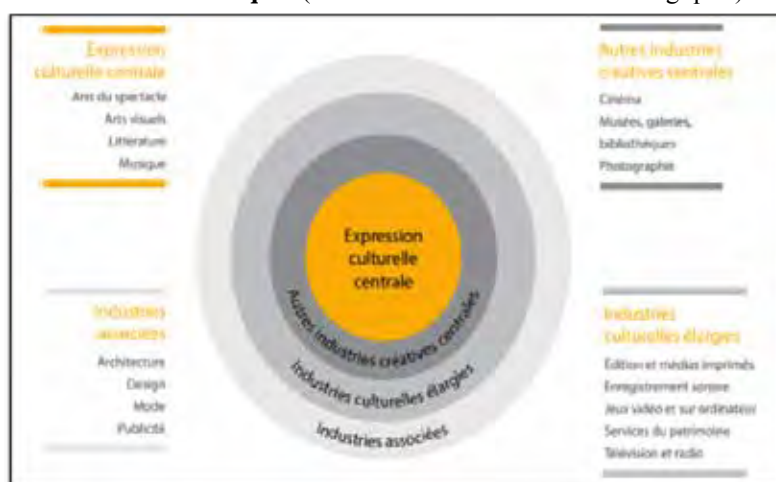 Expression
culturelle centrale
Arts du spectacle
Arts visuels
Littérature
Musique
Autres industries
créatives centrales
Cinéma
Musées, galeries,
bibliothèques
Photographie
Expression
culturelle
centrale
Autres industries créatives centrales
Industries culturelles élargies
Industries associées
Industries
associées
Architecture
Design
Mode
Publicité
Industries
culturelles élargies
Édition et médias imprimés
Enregistrement sonore
Jeux vidéo et sur ordinateur
Services du patrimoine
Télévision et radio